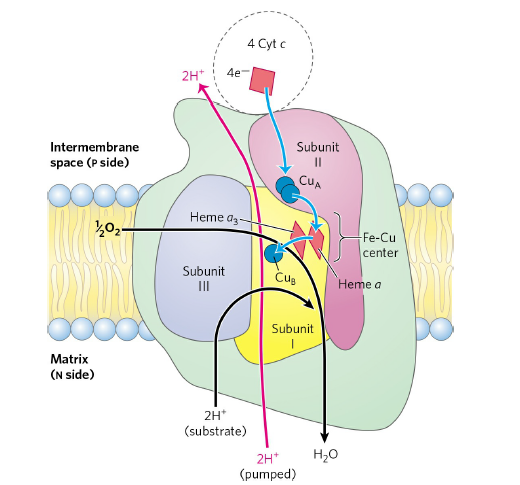 4 Cyt c
4e⁻
2H⁺
Intermembrane
space (P side)
Subunit
II
CuA
½O₂
Heme a₃
Fe-Cu
center
CuB
Heme a
Subunit
III
Subunit
I
Matrix
(N side)
2H⁺
(substrate)
2H⁺
(pumped)
H₂O